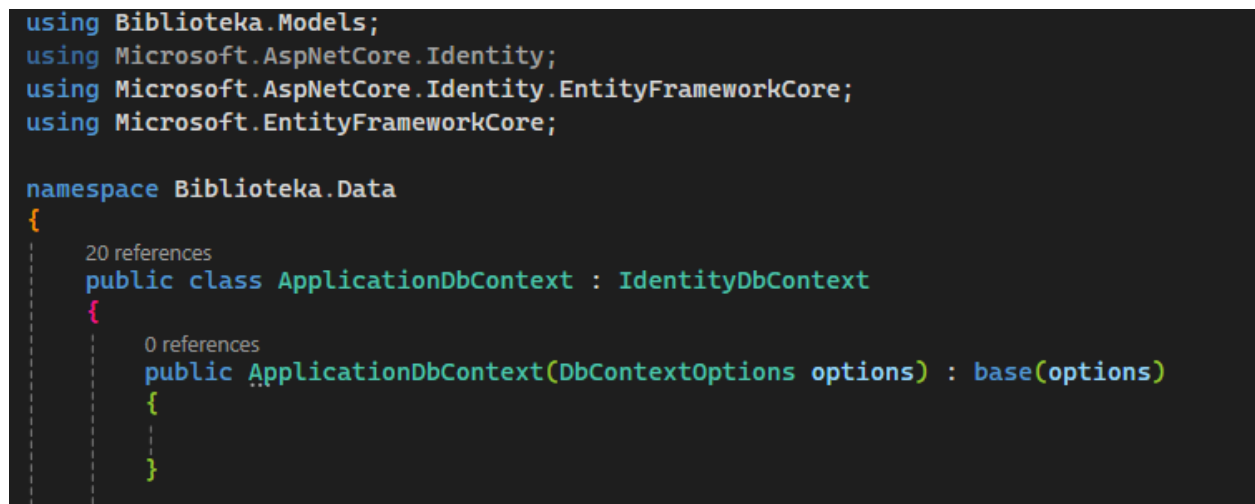 using Biblioteka.Models;
using Microsoft.AspNetCore.Identity;
using Microsoft.AspNetCore.Identity.EntityFrameworkCore;
using Microsoft.EntityFrameworkCore;
namespace Biblioteka.Data
{
20 references
public class ApplicationDbContext : IdentityDbContext
{
0 references
public ApplicationDbContext(DbContextOptions options) : base(options)
{
}